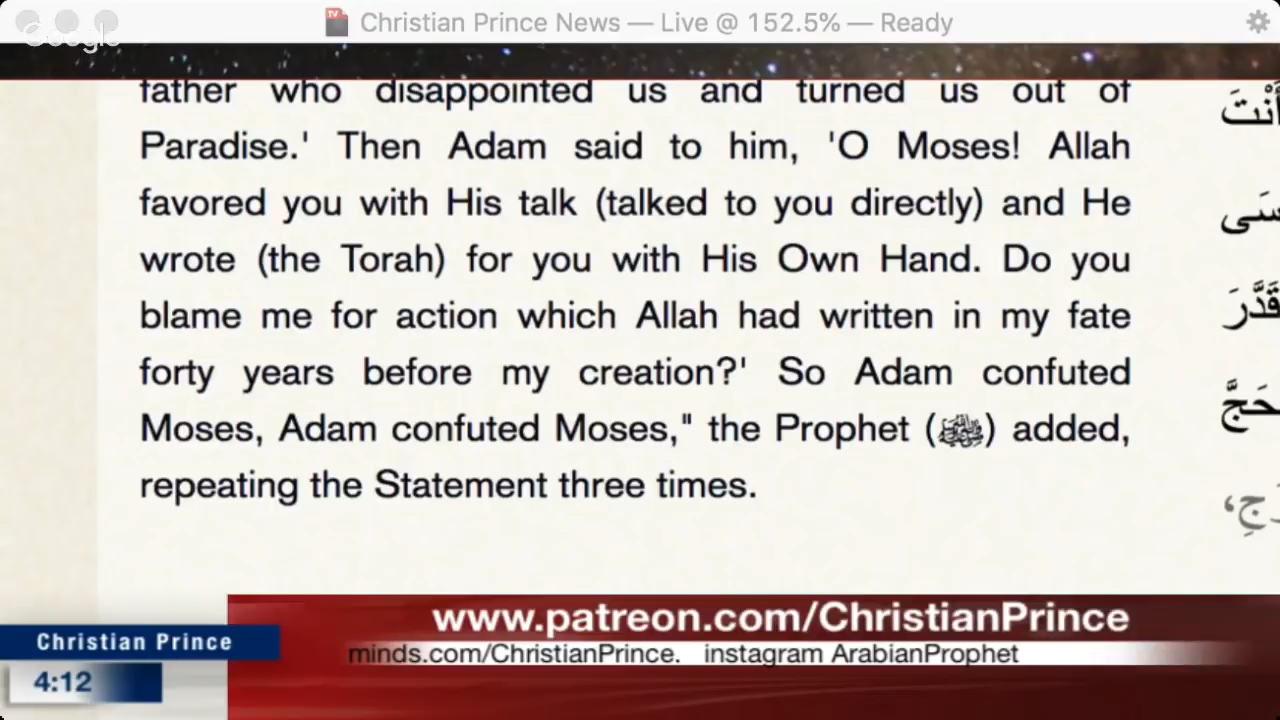 Christian Prince News — Live @ 152.5% — Ready
Google
father who disappointed us and turned us out of
Paradise.' Then Adam said to him, 'O Moses! Allah
favored you with His talk (talked to you directly) and He
wrote (the Torah) for you with His Own Hand. Do you
blame me for action which Allah had written in my fate
forty years before my creation?' So Adam confuted
Moses, Adam confuted Moses," the Prophet (ﷺ) added,
repeating the Statement three times.
أَنْتَ
قَدَّرَ
www.patreon.com/ChristianPrince
Christian Prince
minds.com/ChristianPrince. instagram ArabianProphet
4:12